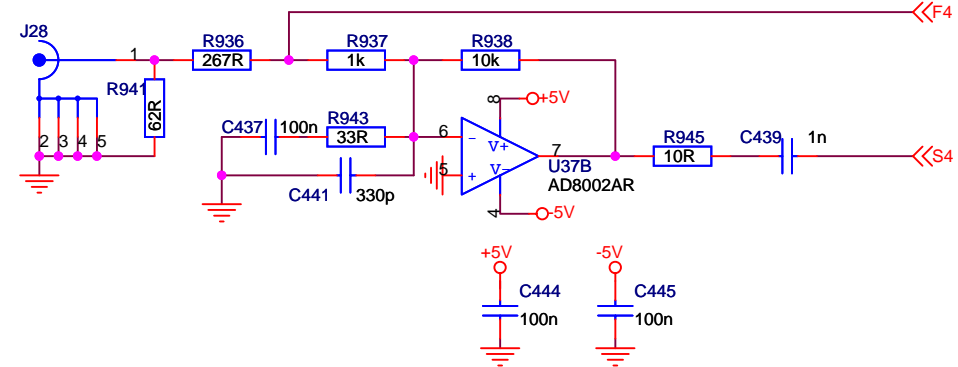 F4
J28
1
R936
267R
R937
1k
R938
10k
R941
62R
2
3
4
5
C437
100n
R943
33R
6
8
+5V
V+
V-
7
U37B
AD8002AR
5
4
-5V
C441
330p
R945
10R
C439
1n
S4
+5V
C444
100n
-5V
C445
100n